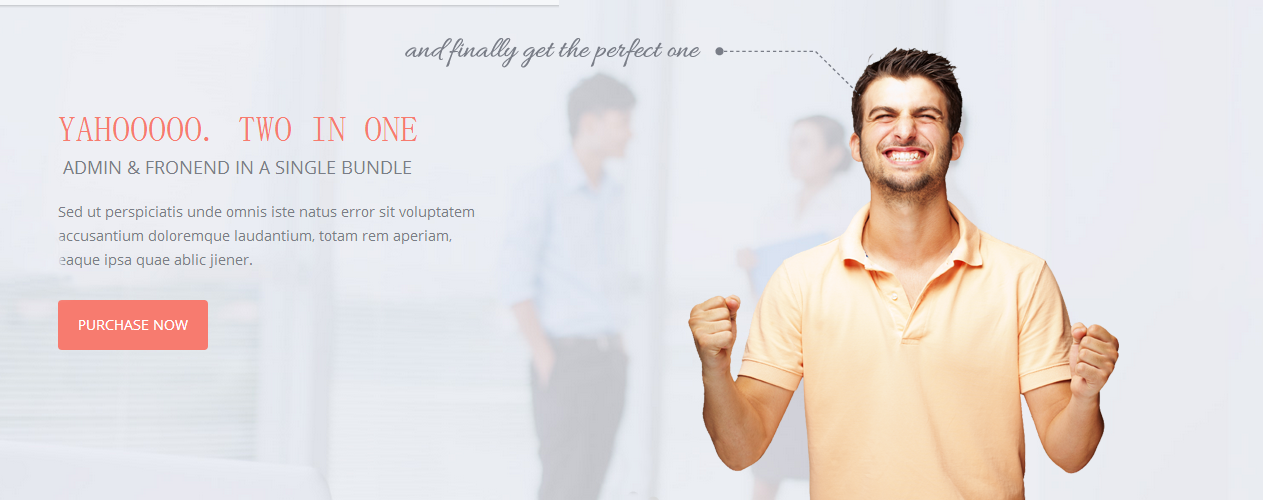 and finally get the perfect one
YAHOOOOO. TWO IN ONE
ADMIN & FRONEND IN A SINGLE BUNDLE
Sed ut perspiciatis unde omnis iste natus error sit voluptatem
accusantium doloremque laudantium, totam rem aperiam,
eaque ipsa quae ablic jiener.
PURCHASE NOW